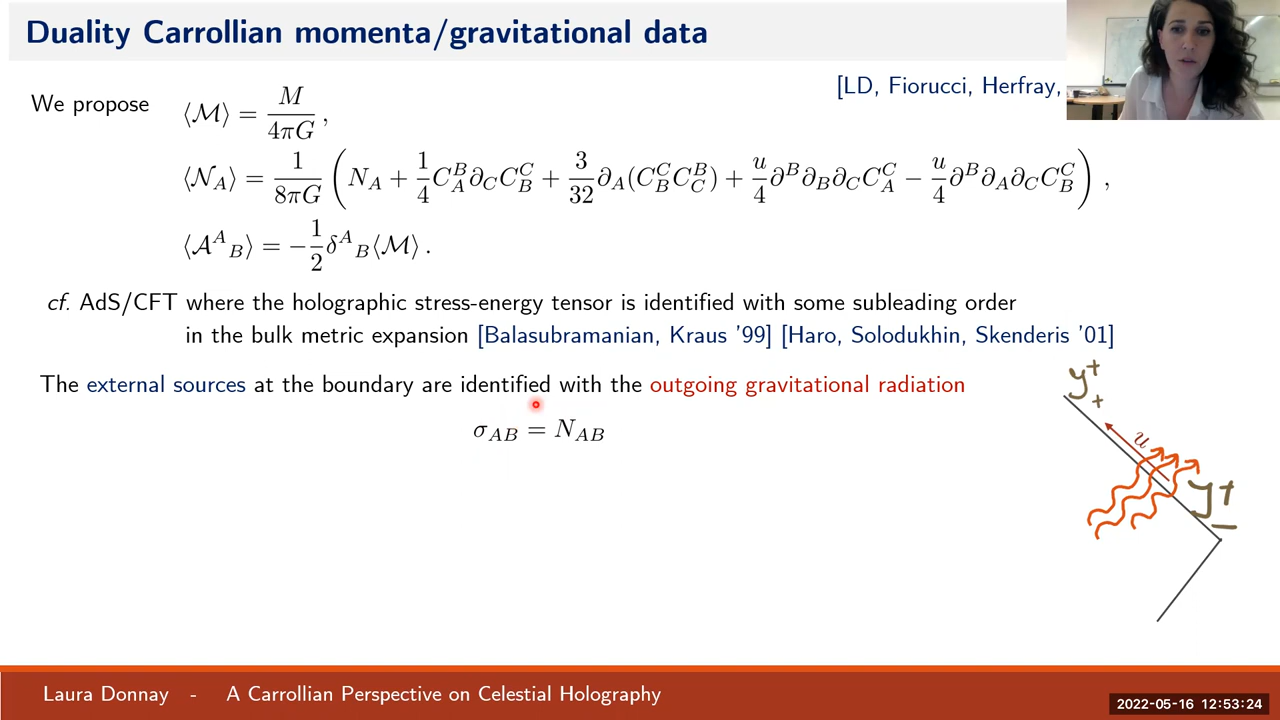 Duality Carrollian momenta/gravitational data
[LD, Fiorucci, Herfray,
We propose ⟨ℳ⟩ = M/4πG ,
⟨𝒩_A⟩ = 1/8πG ( N_A + 1/4 C_A^B ∂_C C_B^C + 3/32 ∂_A(C_B^C C_C^B) + u/4 ∂^B ∂_B ∂_C C_A^C − u/4 ∂^B ∂_A ∂_C C_B^C ) ,
⟨𝒜^A_B⟩ = −1/2 δ^A_B ⟨ℳ⟩ .
cf. AdS/CFT where the holographic stress-energy tensor is identified with some subleading order
in the bulk metric expansion [Balasubramanian, Kraus '99] [Haro, Solodukhin, Skenderis '01]
The external sources at the boundary are identified with the outgoing gravitational radiation
σ_AB = N_AB
y^+_+
u
y^+_−
Laura Donnay - A Carrollian Perspective on Celestial Holography
2022-05-16 12:53:24